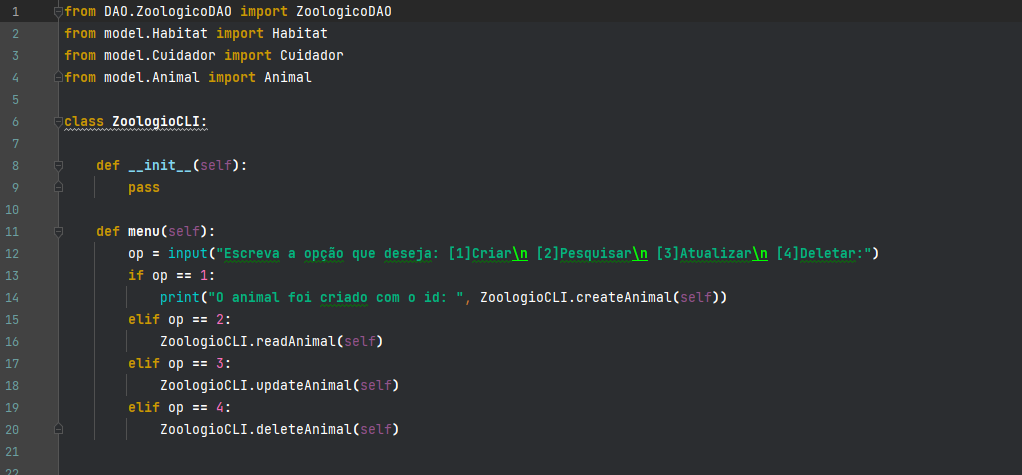 1 from DAO.ZoologicoDAO import ZoologicoDAO
2 from model.Habitat import Habitat
3 from model.Cuidador import Cuidador
4 from model.Animal import Animal
5
6 class ZoologioCLI:
7
8 def __init__(self):
9 pass
10
11 def menu(self):
12 op = input("Escreva a opção que deseja: [1]Criar\n [2]Pesquisar\n [3]Atualizar\n [4]Deletar:")
13 if op == 1:
14 print("O animal foi criado com o id: ", ZoologioCLI.createAnimal(self))
15 elif op == 2:
16 ZoologioCLI.readAnimal(self)
17 elif op == 3:
18 ZoologioCLI.updateAnimal(self)
19 elif op == 4:
20 ZoologioCLI.deleteAnimal(self)
21
22